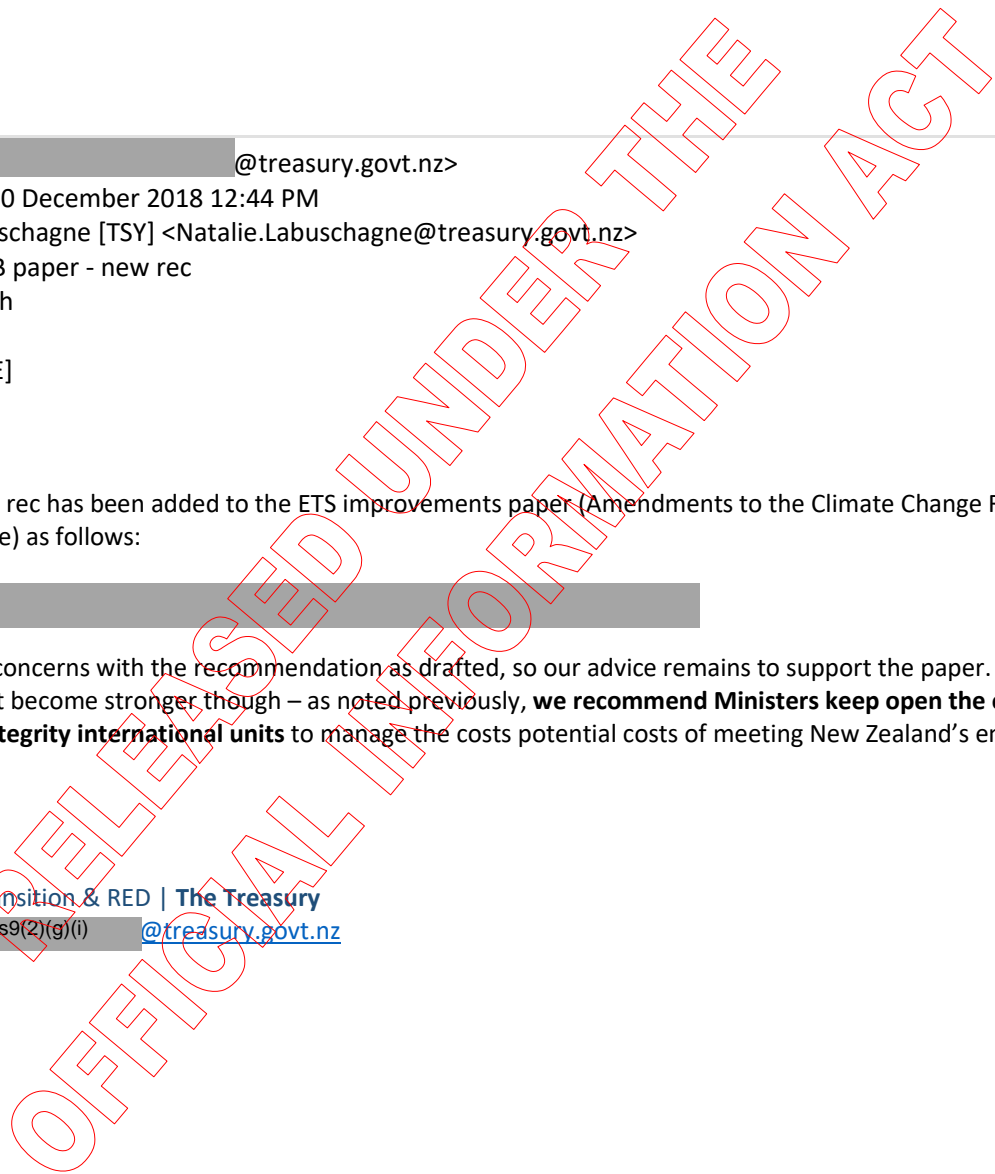 @treasury.govt.nz>
0 December 2018 12:44 PM
schagne [TSY] <Natalie.Labuschagne@treasury.govt.nz>
paper - new rec
h
]
rec has been added to the ETS improvements paper (Amendments to the Climate Change
e) as follows:
concerns with the recommendation as drafted, so our advice remains to support the paper.
t become stronger though – as noted previously, we recommend Ministers keep open the
tegrity international units to manage the costs potential costs of meeting New Zealand's
nsition & RED | The Treasury
s9(2)(g)(i) @treasury.govt.nz
RELEASED UNDER THE
OFFICIAL INFORMATION ACT